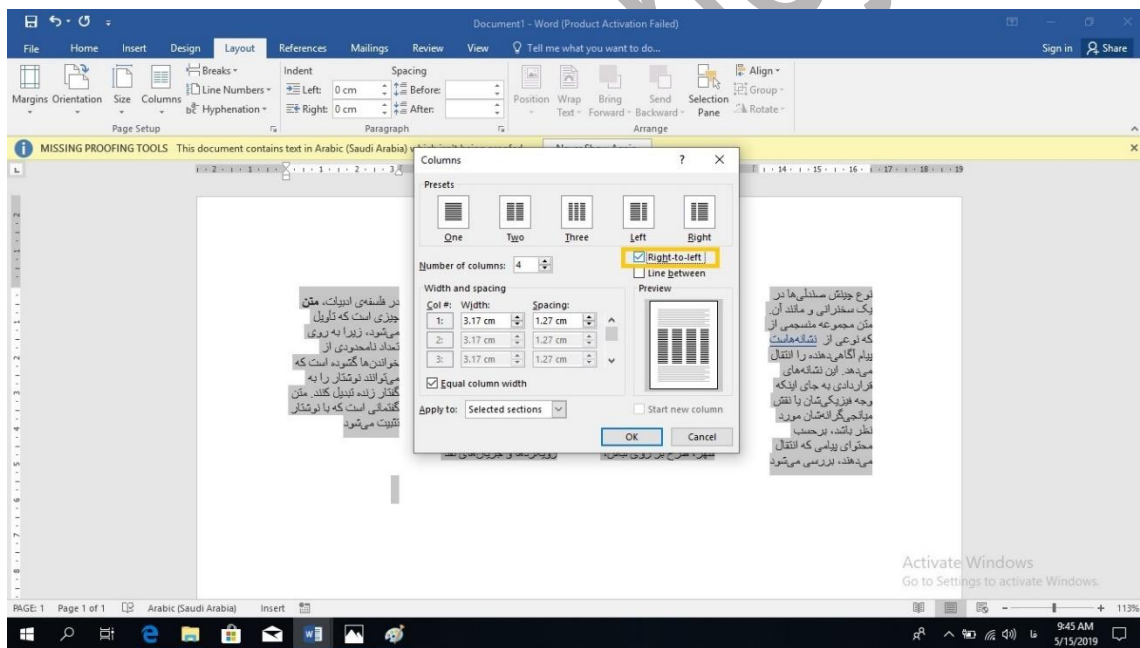 Document1 - Word (Product Activation Failed)
File Home Insert Design Layout References Mailings Review View Tell me what you want to do... Sign in Share
Margins Orientation Size Columns
Breaks
Line Numbers
Hyphenation
Page Setup
Indent
Left: 0 cm
Right: 0 cm
Spacing
Before:
After:
Paragraph
Position Wrap Text Bring Forward Send Backward Selection Pane
Align
Group
Rotate
Arrange
MISSING PROOFING TOOLS This document contains text in Arabic (Saudi Arabia)
Columns ? X
Presets
One Two Three Left Right
Number of columns: 4
Right-to-left
Line between
Width and spacing
Preview
Col #: Width: Spacing:
1: 3.17 cm 1.27 cm
2: 3.17 cm 1.27 cm
3: 3.17 cm 1.27 cm
Equal column width
Apply to: Selected sections
Start new column
OK Cancel
نوع چینش صندلی‌ها در
یک سخنرانی و مانند آن.
متن مجموعه منسجمی از
که نوعی از نشانه‌هاست
پیام آگاهی‌دهنده را انتقال
می‌دهد. این نشانه‌های
قراردادی به جای اینکه
وجه فیزیکی‌شان یا نقش
میانجی‌گرانه‌شان مورد
نظر باشد، برحسب
محتوای پیامی که انتقال
می‌دهند، بررسی می‌شود
در فلسفه‌ی ادبیات، متن
چیزی است که تأویل
می‌شود، زیرا به روی
تعداد نامحدودی از
خواندن‌ها گشوده است که
می‌توانند نوشتار را به
گفتار زنده تبدیل کنند. متن
گفتمانی است که با نوشتار
تثبیت می‌شود
Activate Windows
Go to Settings to activate Windows.
PAGE: 1 Page 1 of 1 Arabic (Saudi Arabia) Insert 113%
فا
9:45 AM
5/15/2019